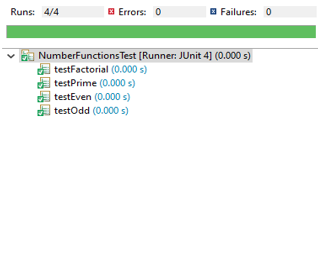 Runs: 4/4 Errors: 0 Failures: 0
NumberFunctionsTest [Runner: JUnit 4] (0.000 s)
testFactorial (0.000 s)
testPrime (0.000 s)
testEven (0.000 s)
testOdd (0.000 s)